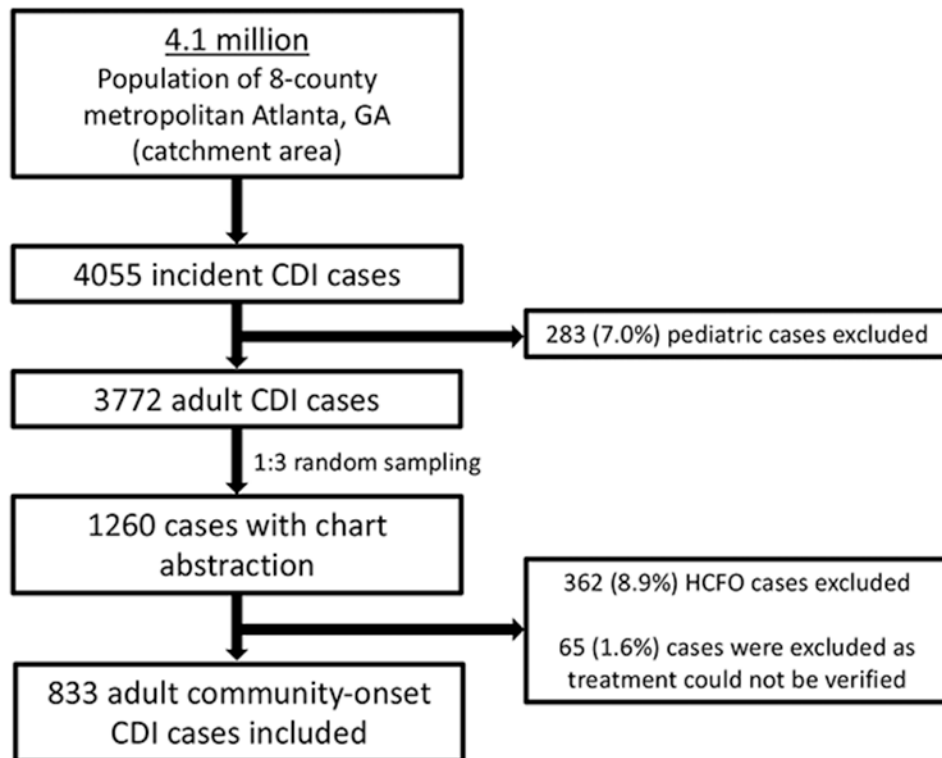 4.1 million
Population of 8-county
metropolitan Atlanta, GA
(catchment area)
4055 incident CDI cases
283 (7.0%) pediatric cases excluded
3772 adult CDI cases
1:3 random sampling
1260 cases with chart
abstraction
362 (8.9%) HCFO cases excluded
65 (1.6%) cases were excluded as
treatment could not be verified
833 adult community-onset
CDI cases included